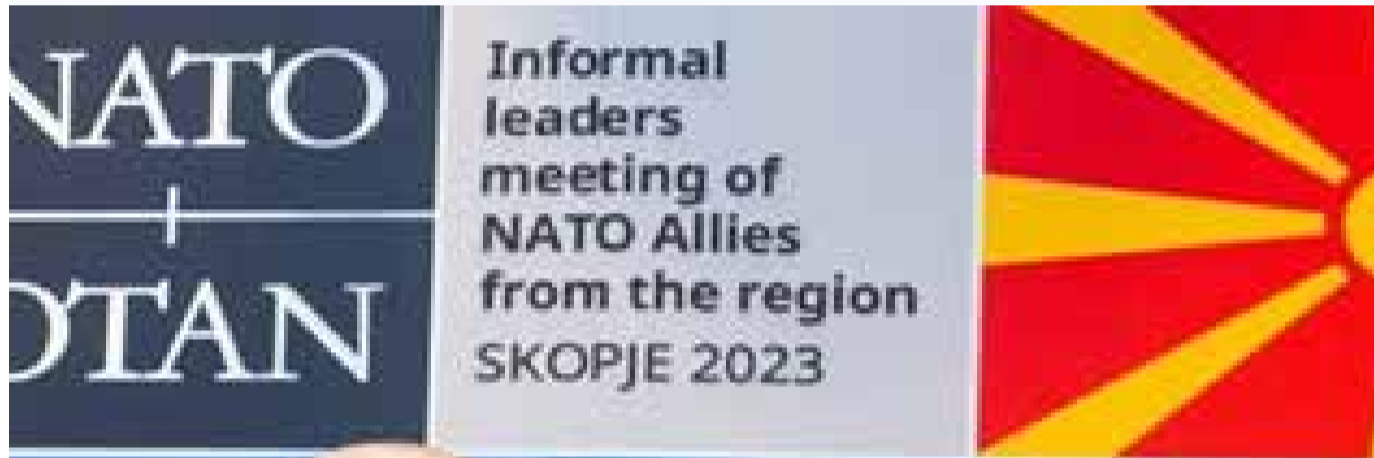 NATO
OTAN
Informal
leaders
meeting of
NATO Allies
from the region
SKOPJE 2023